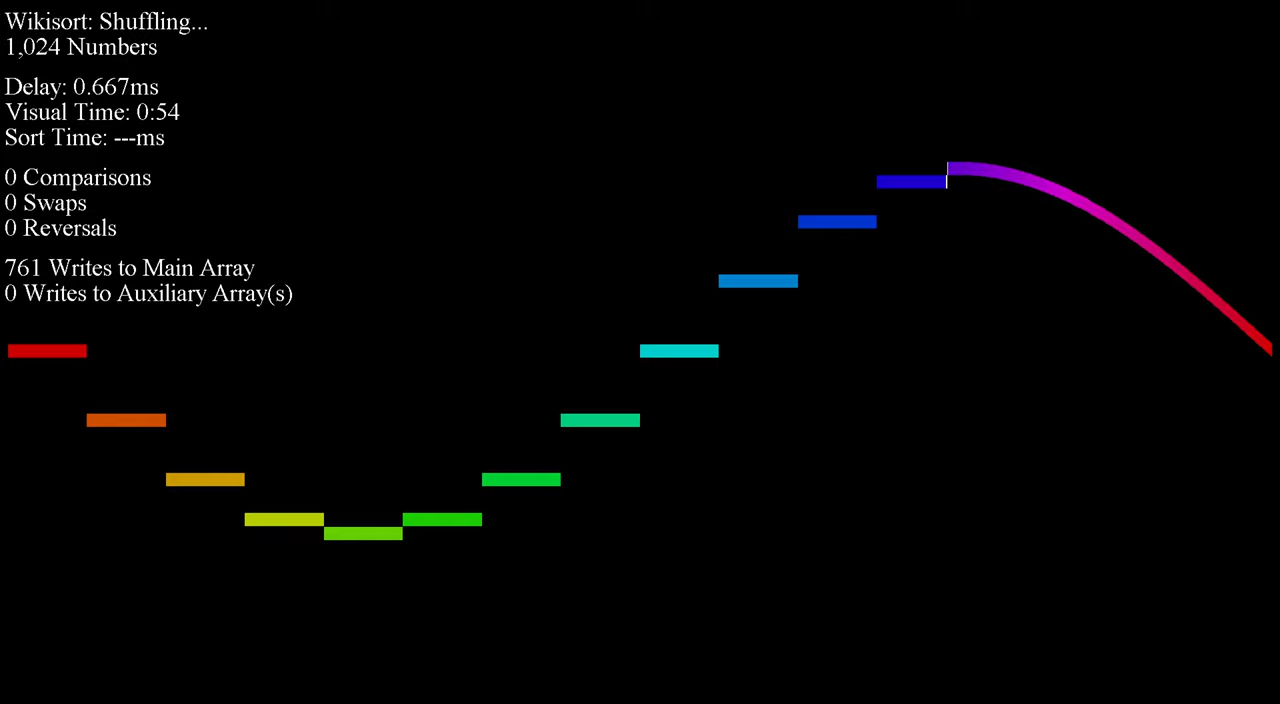 Wikisort: Shuffling...
1,024 Numbers
Delay: 0.667ms
Visual Time: 0:54
Sort Time: ---ms
0 Comparisons
0 Swaps
0 Reversals
761 Writes to Main Array
0 Writes to Auxiliary Array(s)